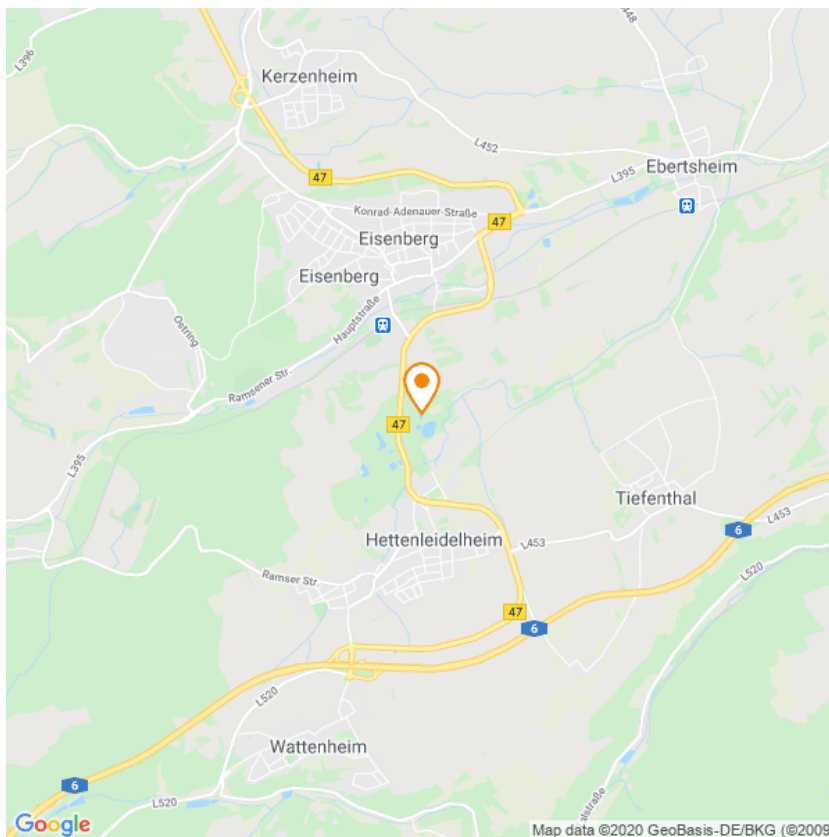 L396
448
Kerzenheim
L452
47
L395
Ebertsheim
Konrad-Adenauer-Straße
47
Eisenberg
Eisenberg
Hauptstraße
Ostring
Ramsener Str.
47
L395
Tiefenthal
6
L453
Hettenleidelheim
L453
L520
Ramser Str.
47
6
L520
Wattenheim
6
L520
alstraße
Google
Map data ©2020 GeoBasis-DE/BKG (©2009